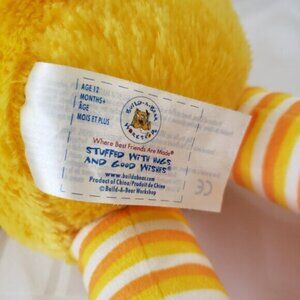 BUILD-A-BEAR
WORKSHOP
AGE 12
MONTHS+
ÂGE
MOIS ET PLUS
Where Best Friends Are Made®
STUFFED WITH HUGS
AND GOOD WISHES®
www.buildabear.com
Product of China/Produit de Chine
©Build-A-Bear Workshop
CE